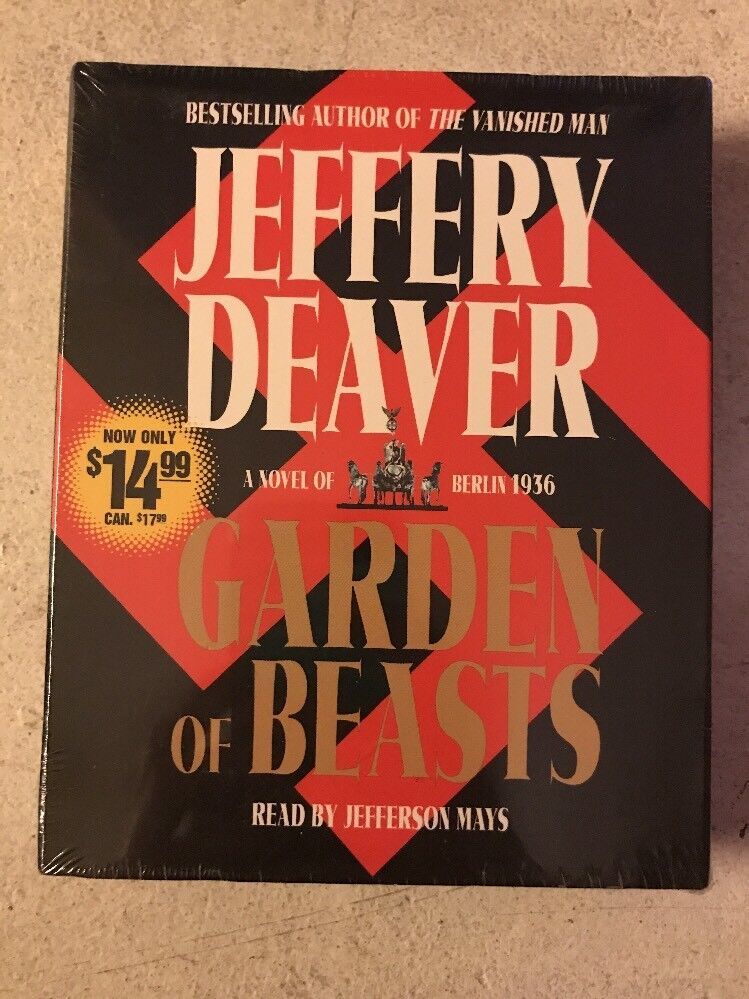 BESTSELLING AUTHOR OF THE VANISHED MAN
JEFFERY
DEAVER
NOW ONLY
$14.99
CAN. $17.99
A NOVEL OF BERLIN 1936
GARDEN
OF BEASTS
READ BY JEFFERSON MAYS